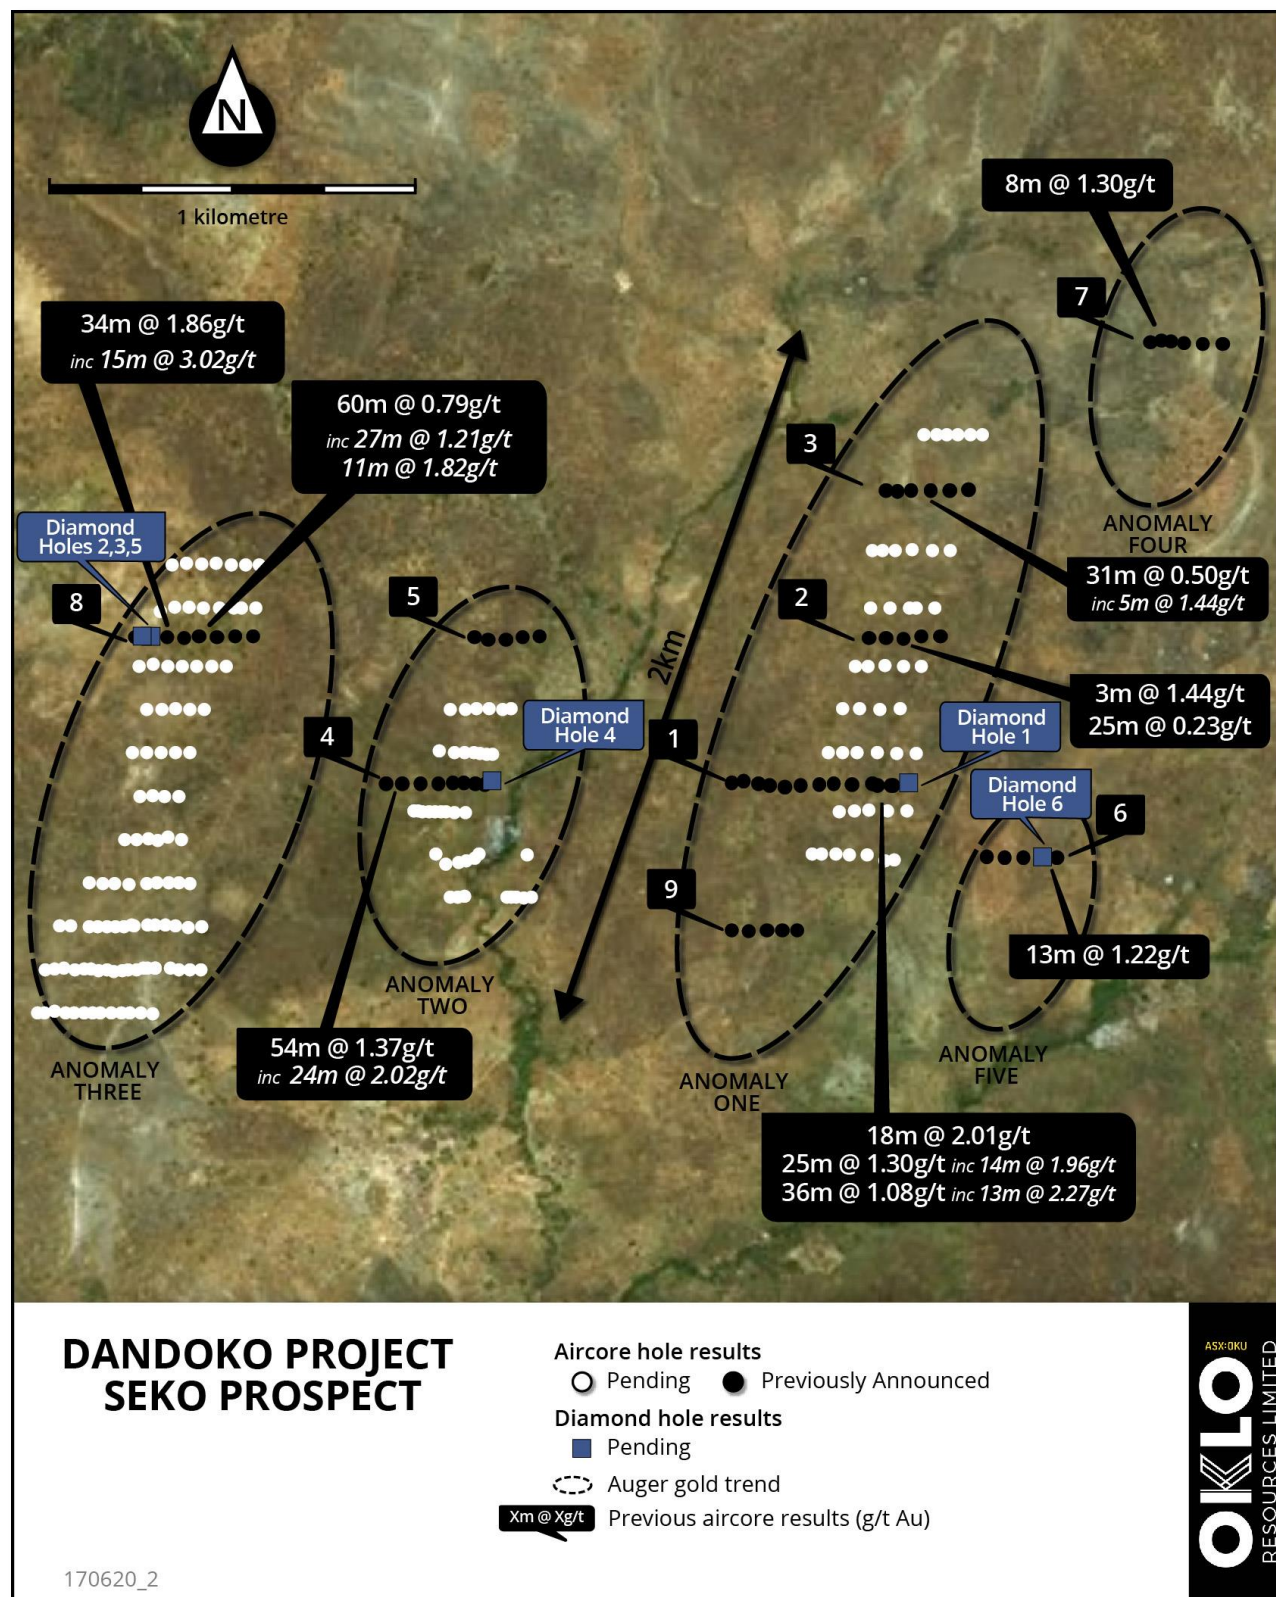 N
1 kilometre
8m @ 1.30g/t
7
34m @ 1.86g/t
inc 15m @ 3.02g/t
60m @ 0.79g/t
inc 27m @ 1.21g/t
11m @ 1.82g/t
3
Diamond
Holes 2,3,5
ANOMALY
FOUR
31m @ 0.50g/t
inc 5m @ 1.44g/t
8
5
2
2km
3m @ 1.44g/t
25m @ 0.23g/t
Diamond
Hole 4
Diamond
Hole 1
4
1
Diamond
Hole 6
6
9
13m @ 1.22g/t
ANOMALY
TWO
54m @ 1.37g/t
inc 24m @ 2.02g/t
ANOMALY
THREE
ANOMALY
ONE
ANOMALY
FIVE
18m @ 2.01g/t
25m @ 1.30g/t inc 14m @ 1.96g/t
36m @ 1.08g/t inc 13m @ 2.27g/t
DANDOKO PROJECT
SEKO PROSPECT
Aircore hole results
Pending
Previously Announced
Diamond hole results
Pending
Auger gold trend
Xm @ Xg/t
Previous aircore results (g/t Au)
ASX:OKU
OKLO
RESOURCES LIMITED
170620_2